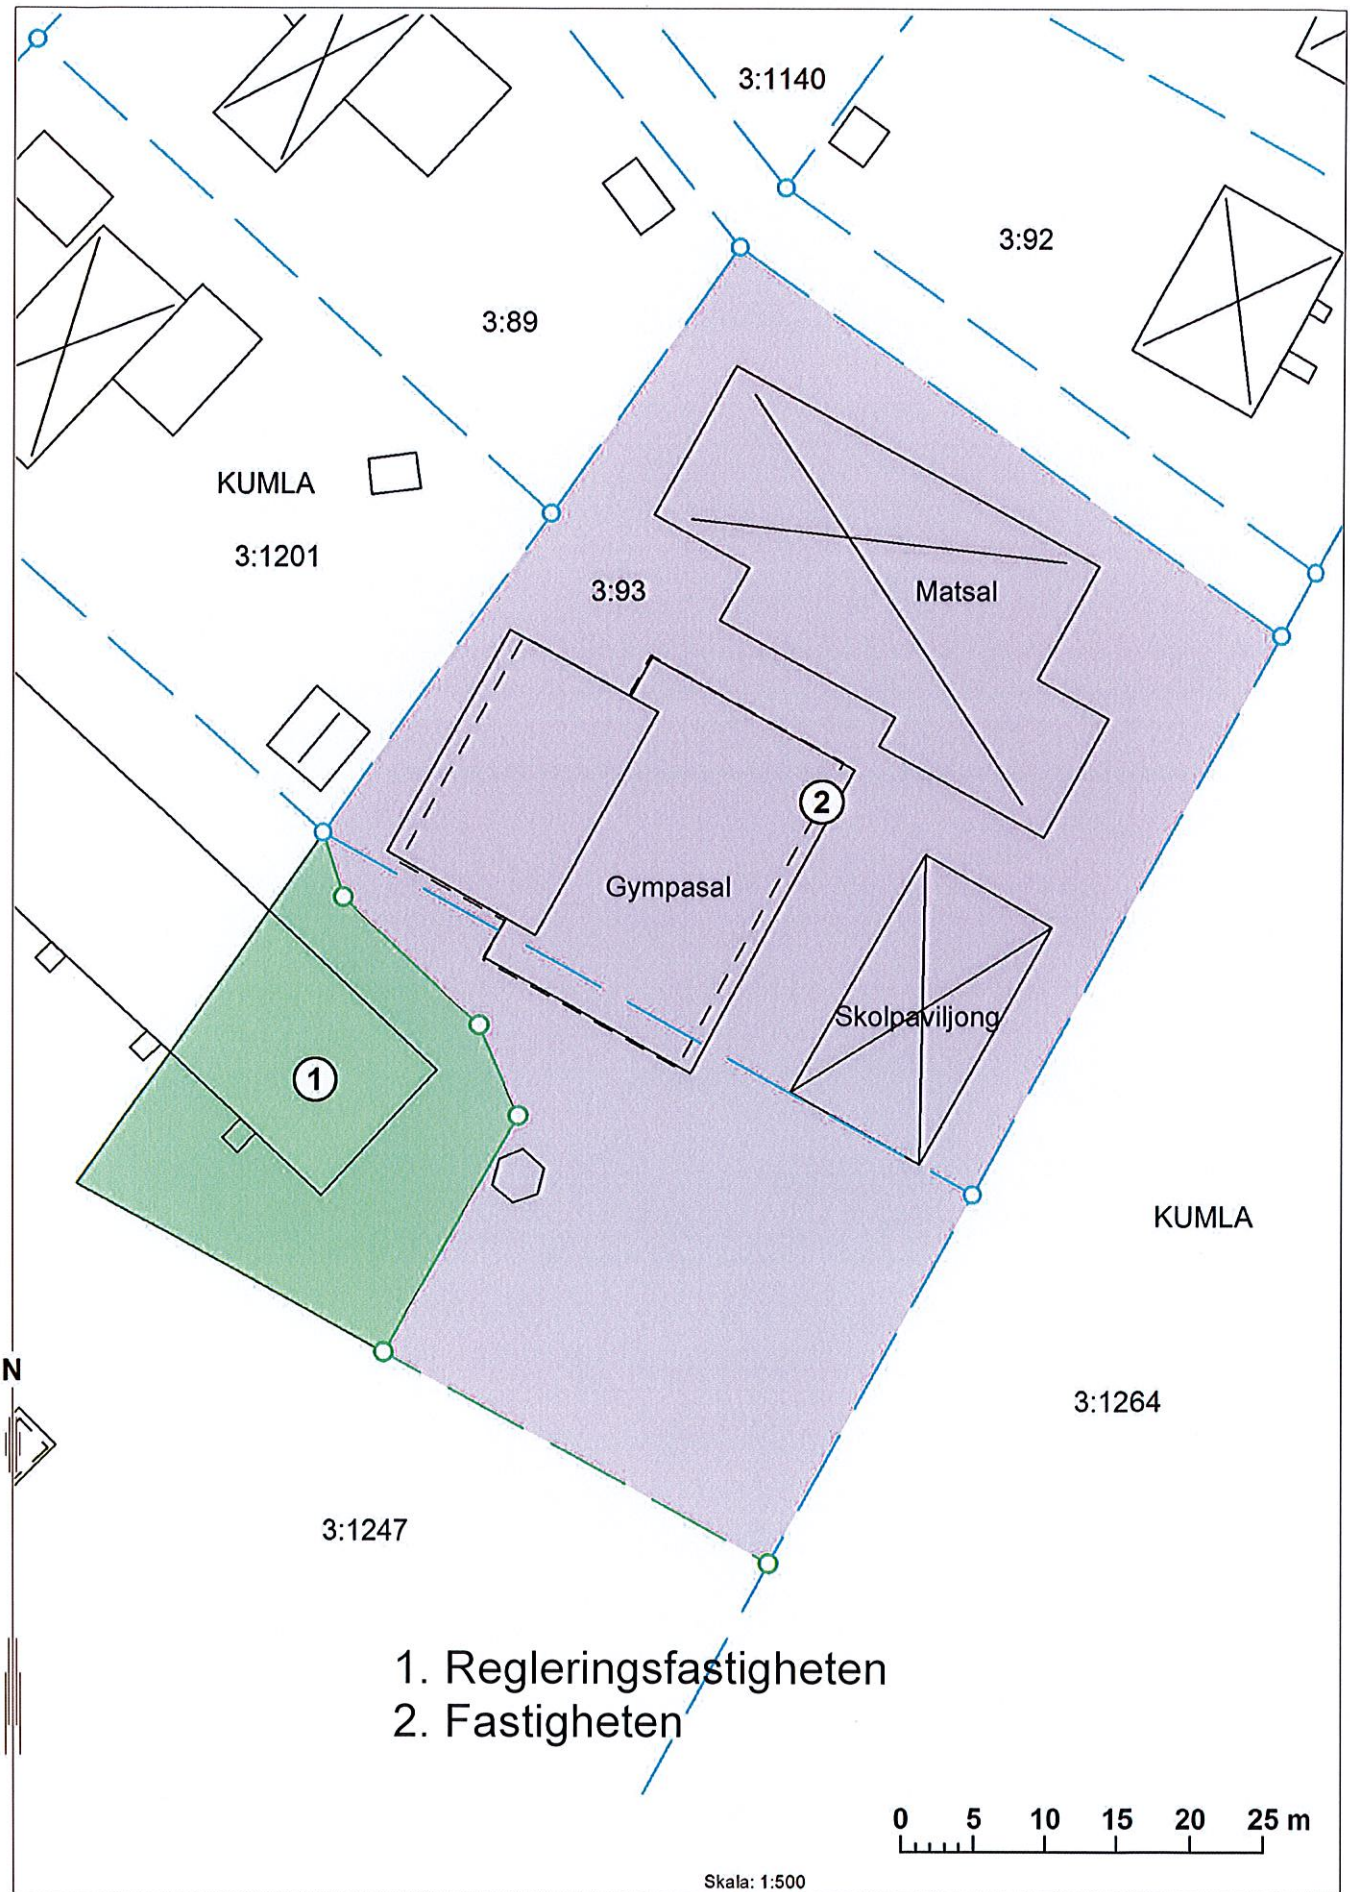 3:1140
3:92
3:89
KUMLA
3:1201
3:93
Matsal
2
Gympasal
Skolpaviljong
1
KUMLA
N
3:1264
3:1247
1. Regleringsfastigheten
2. Fastigheten
0 5 10 15 20 25 m
Skala: 1:500